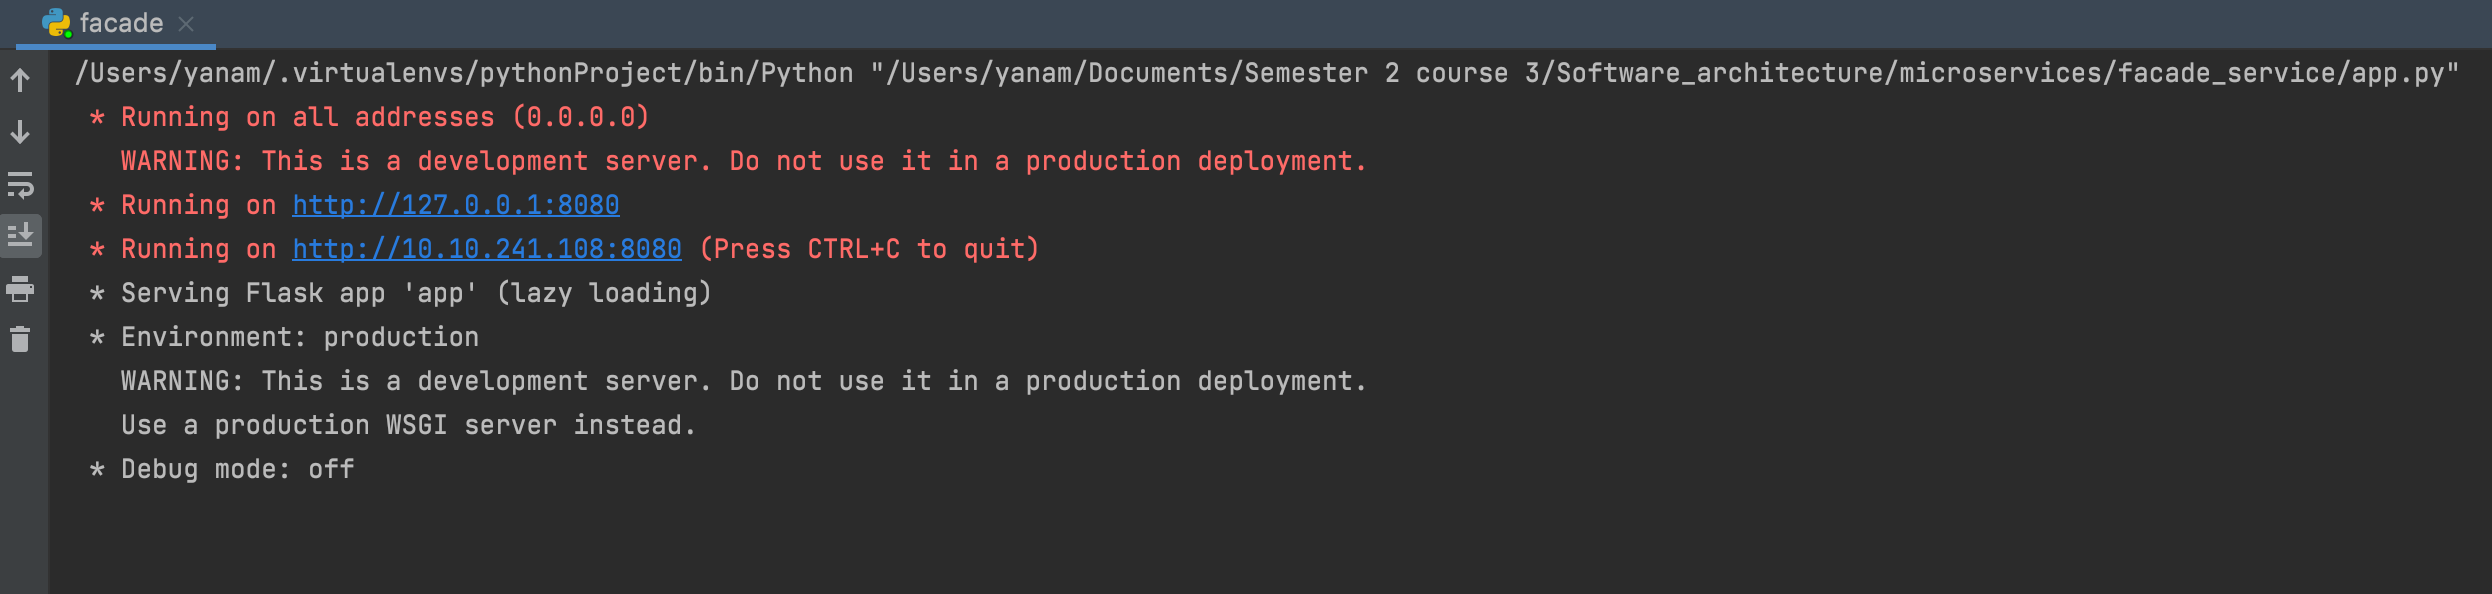 facade
/Users/yanam/.virtualenvs/pythonProject/bin/Python "/Users/yanam/Documents/Semester 2 course 3/Software_architecture/microservices/facade_service/app.py"
* Running on all addresses (0.0.0.0)
WARNING: This is a development server. Do not use it in a production deployment.
* Running on http://127.0.0.1:8080
* Running on http://10.10.241.108:8080 (Press CTRL+C to quit)
* Serving Flask app 'app' (lazy loading)
* Environment: production
WARNING: This is a development server. Do not use it in a production deployment.
Use a production WSGI server instead.
* Debug mode: off